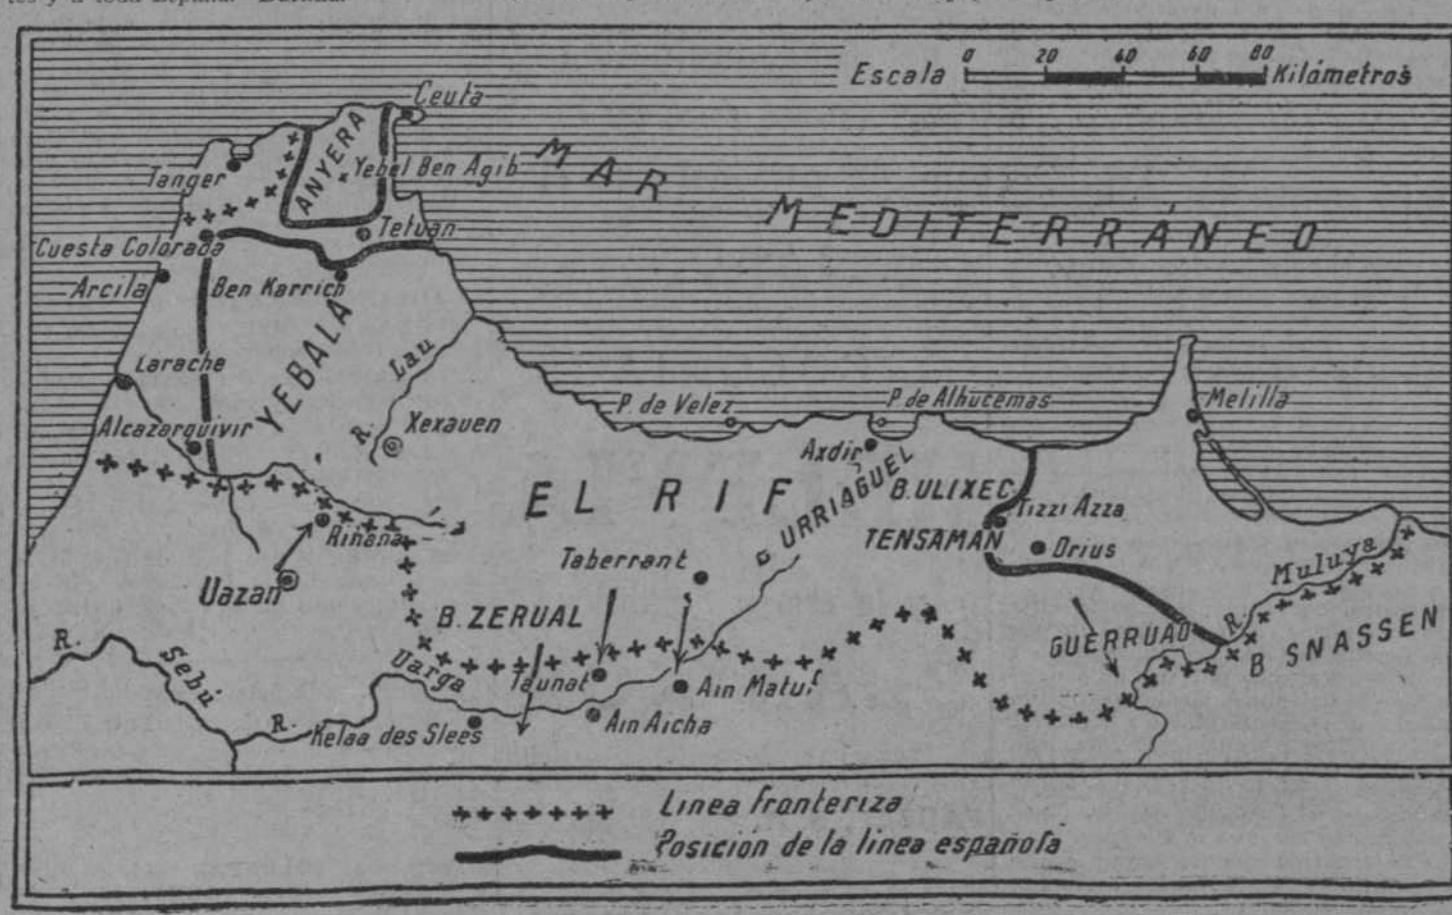 0 20 40 60 80
Escala Kilómetros
Ceuta
ANYERA
Yebel Ben Agib
Tanger
MAR MEDITERRÁNEO
Tetuan
Cuesta Colorada
Arcila
Ben Karrich
YEBALA
Larache
R. Lau
Xexauen
Alcazarquivir
P. de Velez
P. de Alhucemas
Melilla
Axdir
EL RIF
URRIAGUEL
B. ULIXEC
Tizzi Azza
TENSAMAN
Drius
Riñana
Uazan
Taberrant
R. Muluya
B. ZERUAL
GUERRUAO
B SNASSEN
R. Sebú
Uarga
Taunat
Ain Matuf
R.
Kelaa des Slees
Ain Aicha
Linea fronteriza
Posición de la linea española